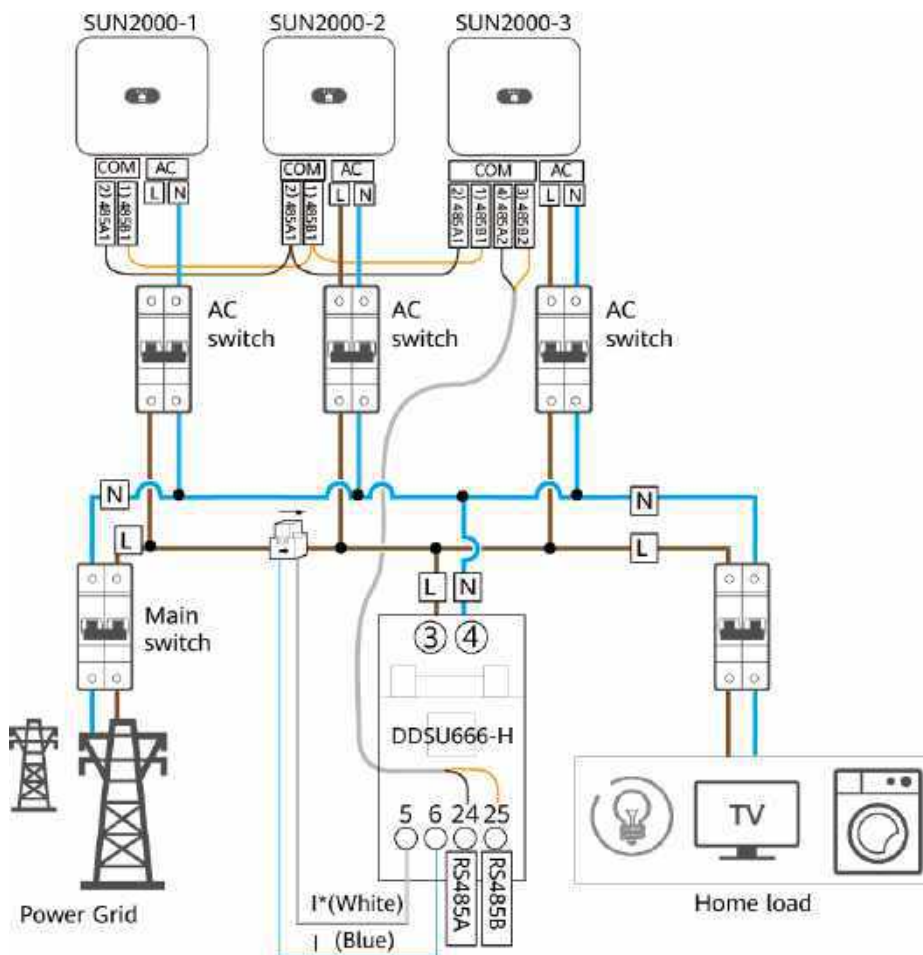 SUN2000-1
SUN2000-2
SUN2000-3
COM
AC
2) 485A1
1) 485B1
L
N
COM
AC
2) 485A1
1) 485B1
L
N
COM
AC
2) 485A1
1) 485B1
4) 485A2
3) 485B2
L
N
AC
switch
AC
switch
AC
switch
N
N
L
L
L
N
Main
switch
3
4
DDSU666-H
TV
5
6
24
25
RS485A
RS485B
I*(White)
I (Blue)
Power Grid
Home load